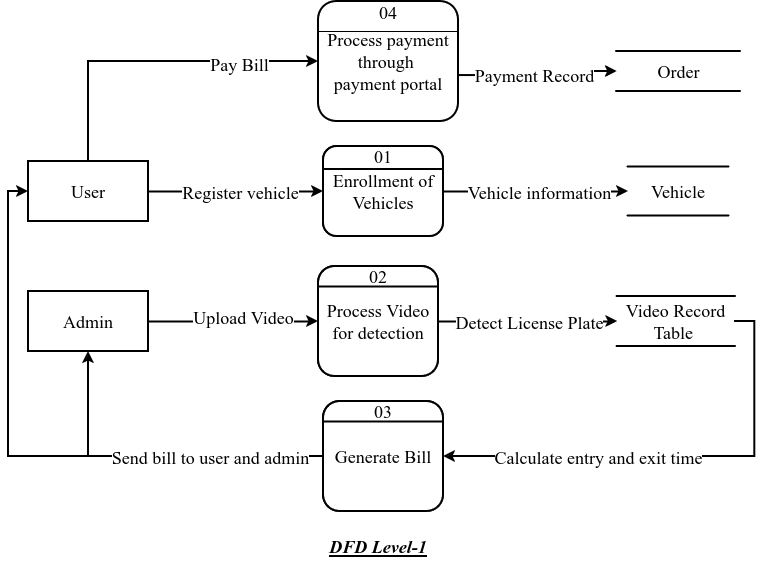 04
Process payment
through
payment portal
Pay Bill
Payment Record
Order
01
Enrollment of
Vehicles
User
Register vehicle
Vehicle information
Vehicle
02
Process Video
for detection
Admin
Upload Video
Detect License Plate
Video Record
Table
03
Generate Bill
Send bill to user and admin
Calculate entry and exit time
DFD Level-1